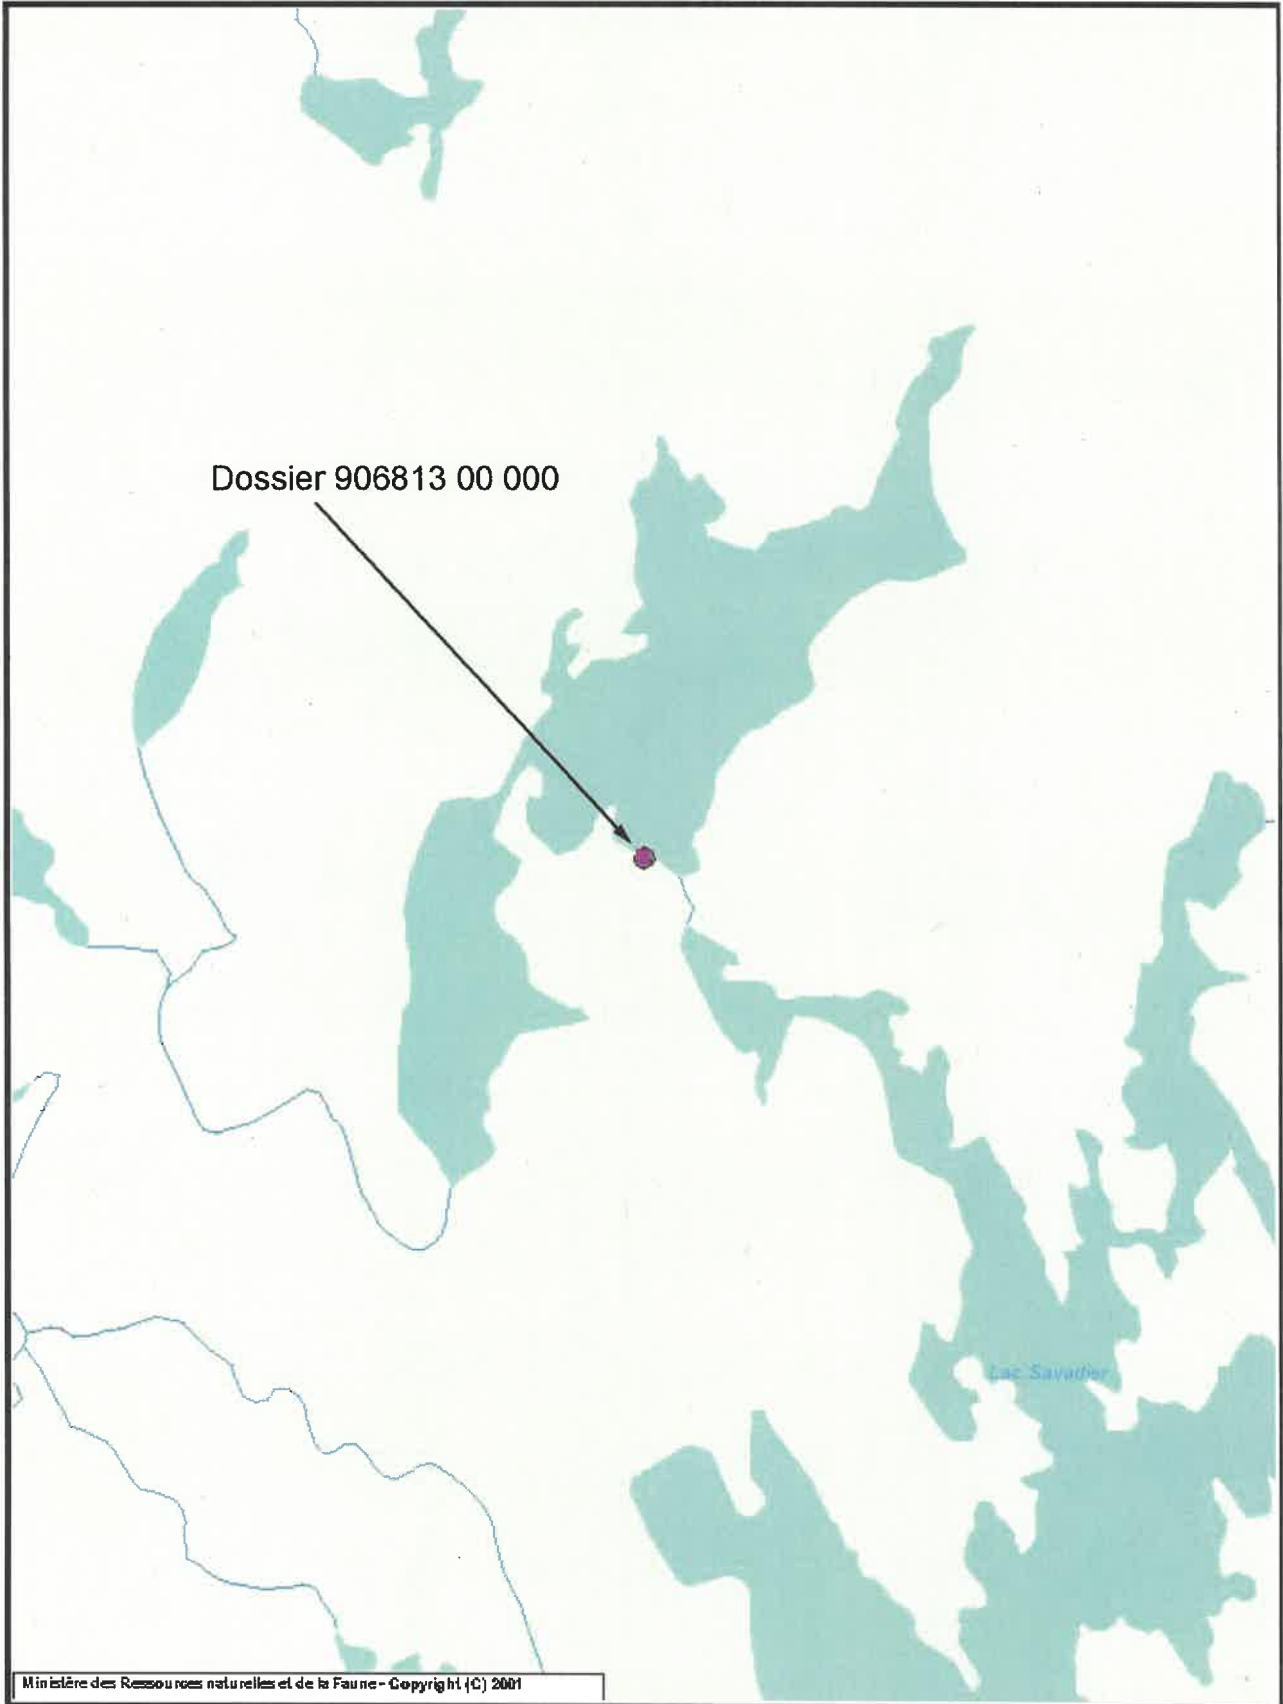 Dossier 906813 00 000
Lac Savadier
Ministère des Ressources naturelles et de la Faune - Copyright (C) 2001